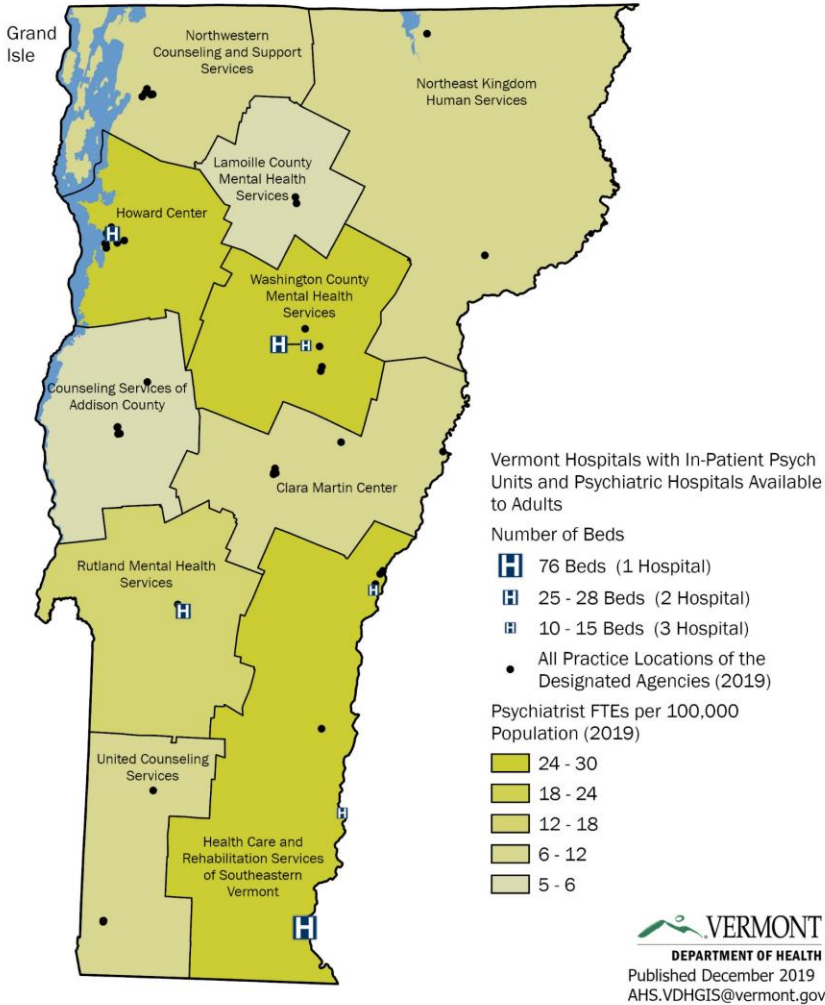 Grand
Isle
Northwestern
Counseling and Support
Services
Northeast Kingdom
Human Services
Lamoille County
Mental Health
Services
Howard Center
H
Washington County
Mental Health
Services
H
H
Counseling Services of
Addison County
Clara Martin Center
Rutland Mental Health
Services
H
H
United Counseling
Services
H
Health Care and
Rehabilitation Services
of Southeastern
Vermont
H
Vermont Hospitals with In-Patient Psych
Units and Psychiatric Hospitals Available
to Adults
Number of Beds
H 76 Beds (1 Hospital)
H 25 - 28 Beds (2 Hospital)
H 10 - 15 Beds (3 Hospital)
All Practice Locations of the
Designated Agencies (2019)
Psychiatrist FTEs per 100,000
Population (2019)
24 - 30
18 - 24
12 - 18
6 - 12
5 - 6
VERMONT
DEPARTMENT OF HEALTH
Published December 2019
AHS.VDHGIS@vermont.gov